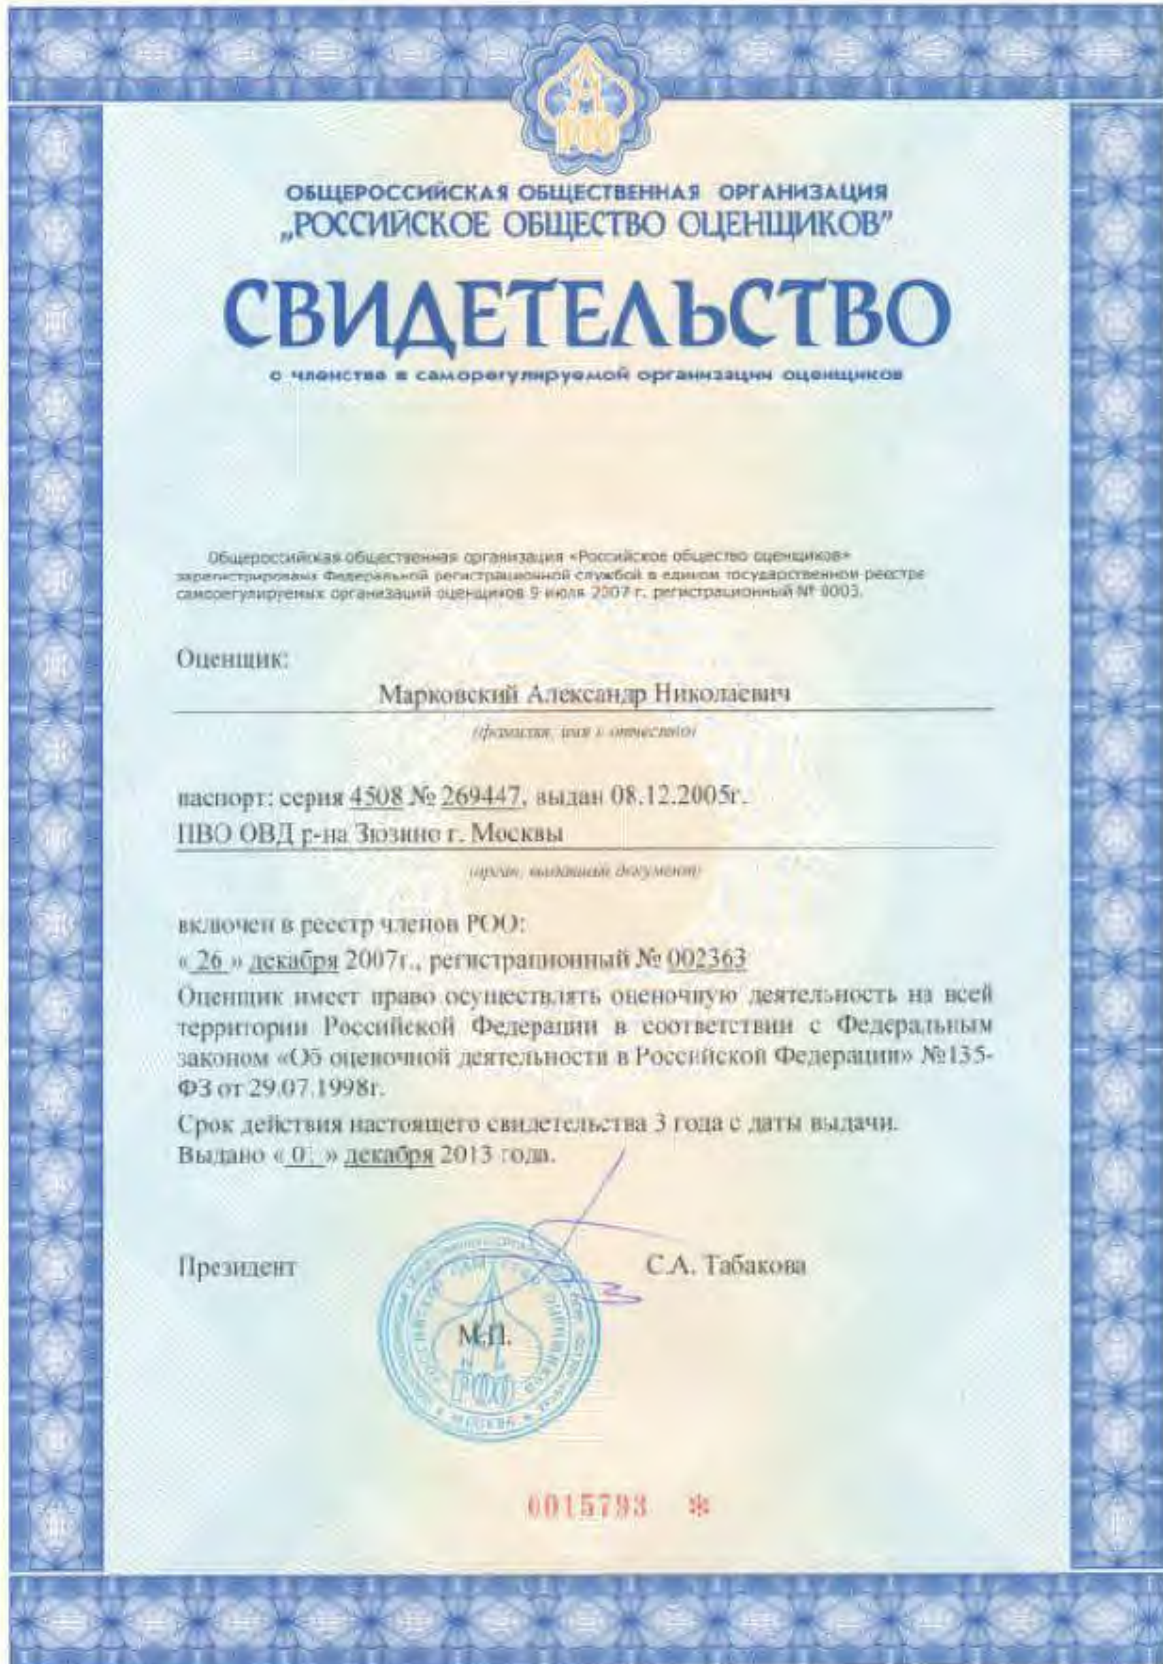 РОО
ОБЩЕРОССИЙСКАЯ ОБЩЕСТВЕННАЯ ОРГАНИЗАЦИЯ
„РОССИЙСКОЕ ОБЩЕСТВО ОЦЕНЩИКОВ”
СВИДЕТЕЛЬСТВО
о членстве в саморегулируемой организации оценщиков
Общероссийская общественная организация «Российское общество оценщиков»
зарегистрирована Федеральной регистрационной службой в едином государственном реестре
саморегулируемых организаций оценщиков 9 июля 2007 г. регистрационный № 0003.
Оценщик:
Марковский Александр Николаевич
(фамилия, имя и отчество)
паспорт: серия 4508 № 269447, выдан 08.12.2005г.
ПВО ОВД р-на Зюзино г. Москвы
(орган, выдавший документ)
включен в реестр членов РОО:
« 26 » декабря 2007г., регистрационный № 002363
Оценщик имеет право осуществлять оценочную деятельность на всей
территории Российской Федерации в соответствии с Федеральным
законом «Об оценочной деятельности в Российской Федерации» №135-
ФЗ от 29.07.1998г.
Срок действия настоящего свидетельства 3 года с даты выдачи.
Выдано « » декабря 2013 года.
Президент
С.А. Табакова
М.П.
РОО
0015793 *